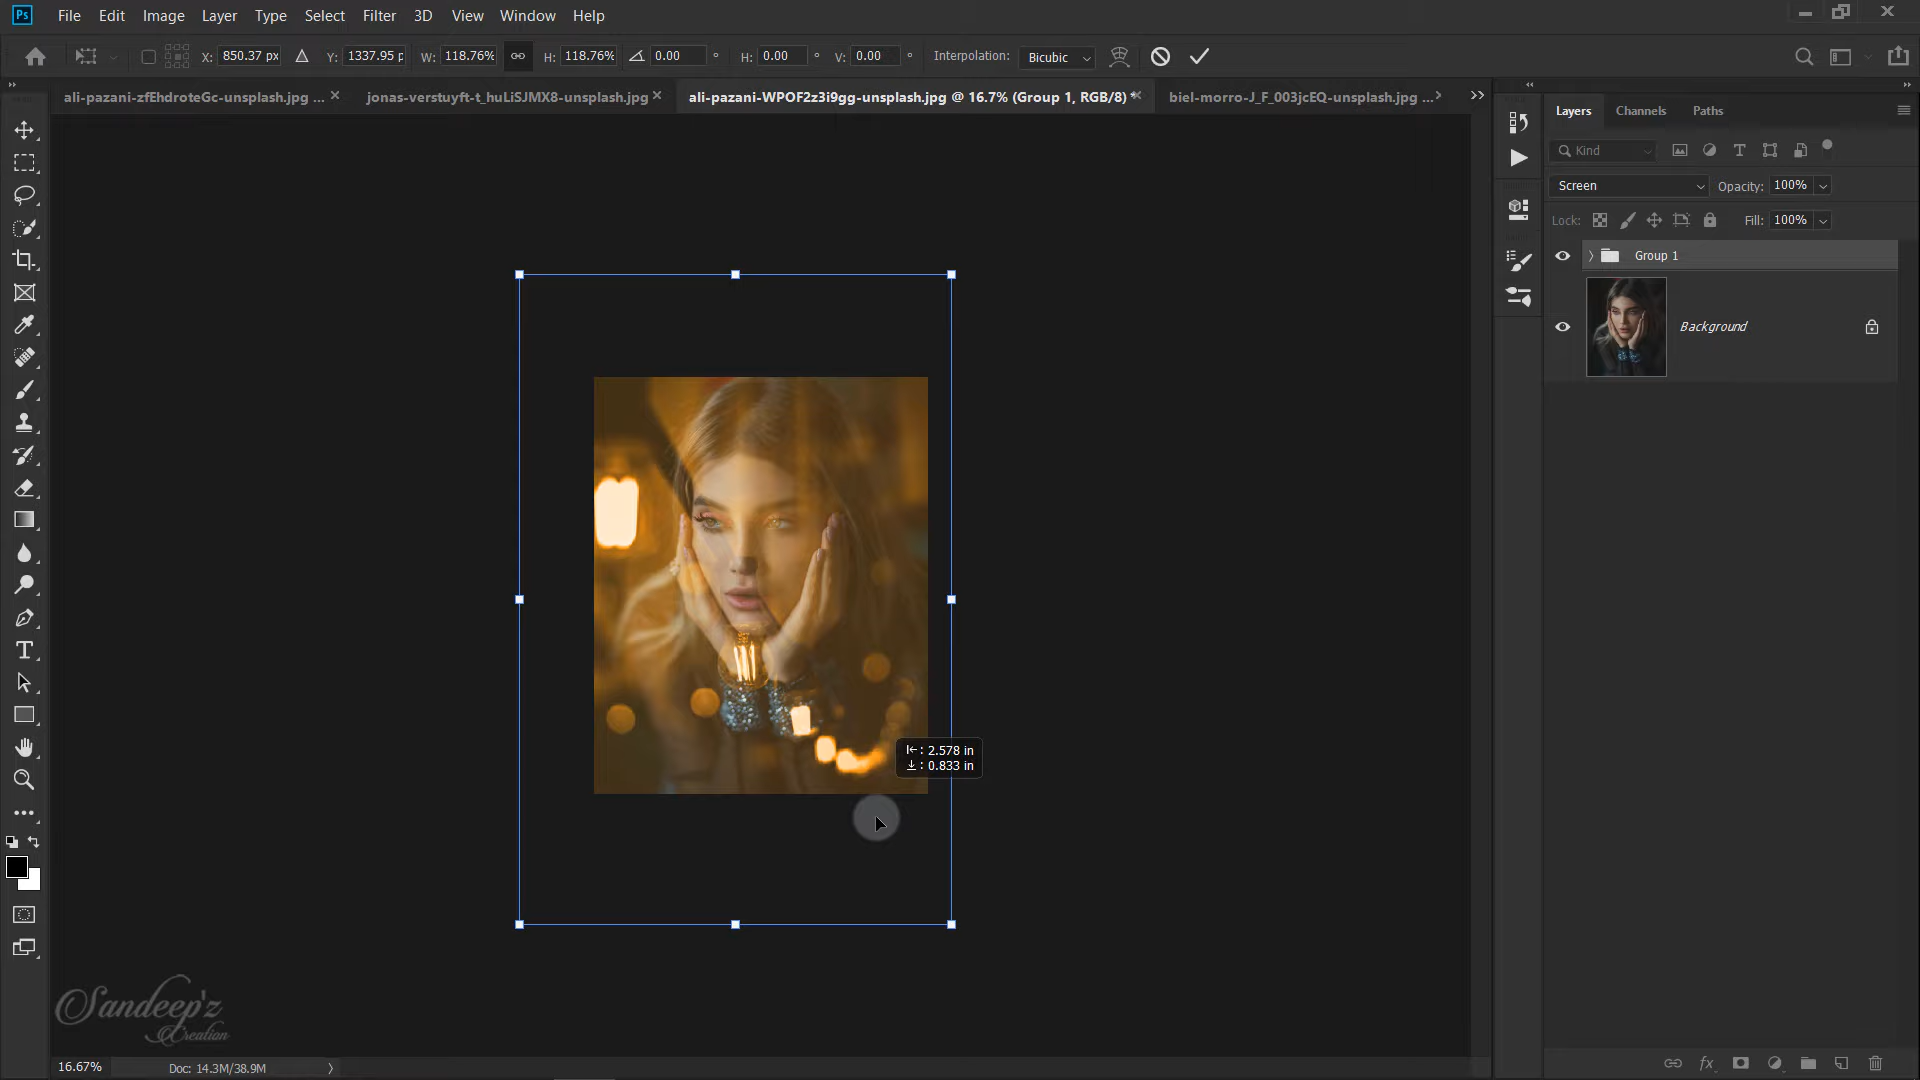 Ps File Edit Image Layer Type Select Filter 3D View Window Help
X: 850.37 px Y: 1337.95 p W: 118.76% H: 118.76% 0.00 ° H: 0.00 ° V: 0.00 ° Interpolation: Bicubic
ali-pazani-zfEhdroteGc-unsplash.jpg ... × jonas-verstuyft-t_huLiSJMX8-unsplash.jpg × ali-pazani-WPOF2z3i9gg-unsplash.jpg @ 16.7% (Group 1, RGB/8) * × biel-morro-J_F_003jcEQ-unsplash.jpg ...
Layers Channels Paths
Kind
Screen Opacity: 100%
Lock: Fill: 100%
Group 1
Background
: 2.578 in
: 0.833 in
Sandeep'z
Creation
16.67% Doc: 14.3M/38.9M
fx